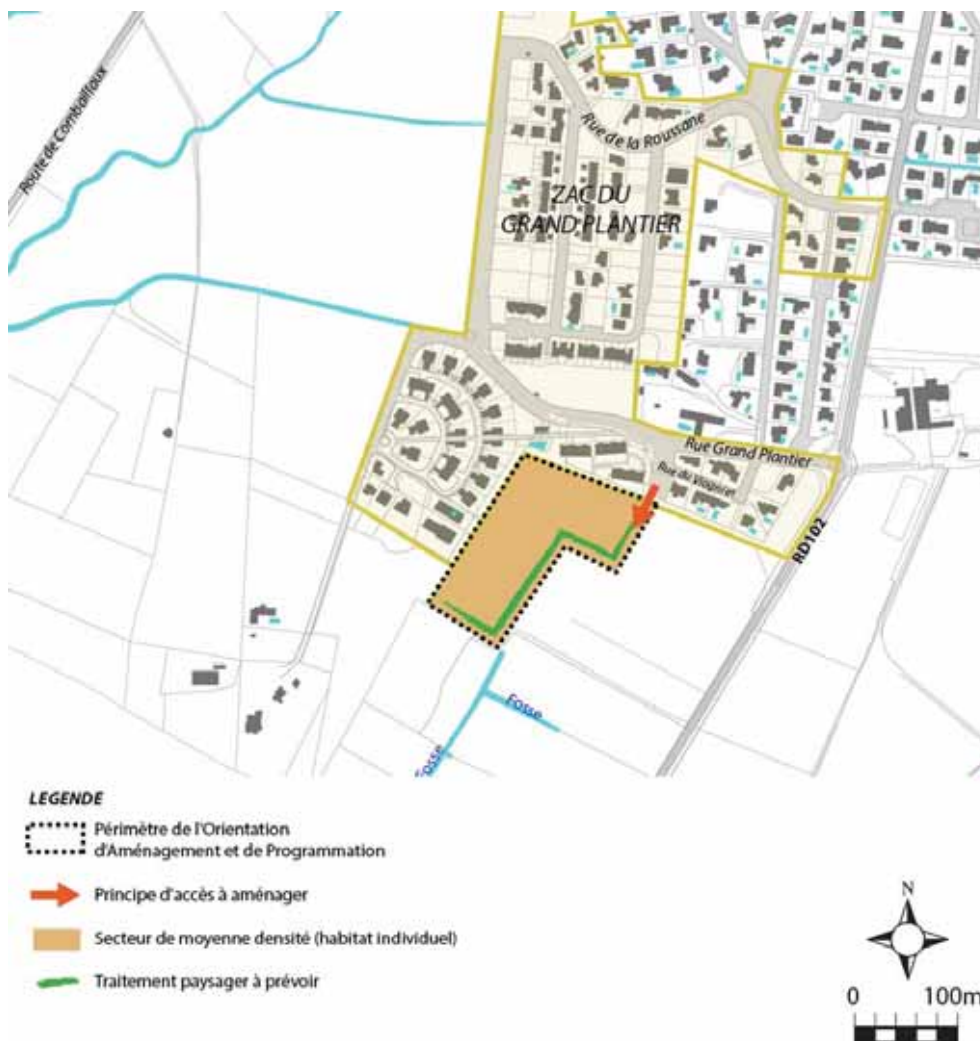 Route de Combaillaux
Rue de la Roussane
ZAC DU
GRAND PLANTIER
Rue Grand Plantier
Rue du Viognier
RD102
Fosse
Fosse
LEGENDE
Périmètre de l'Orientation
d'Aménagement et de Programmation
Principe d'accès à aménager
Secteur de moyenne densité (habitat individuel)
Traitement paysager à prévoir
N
0 100m